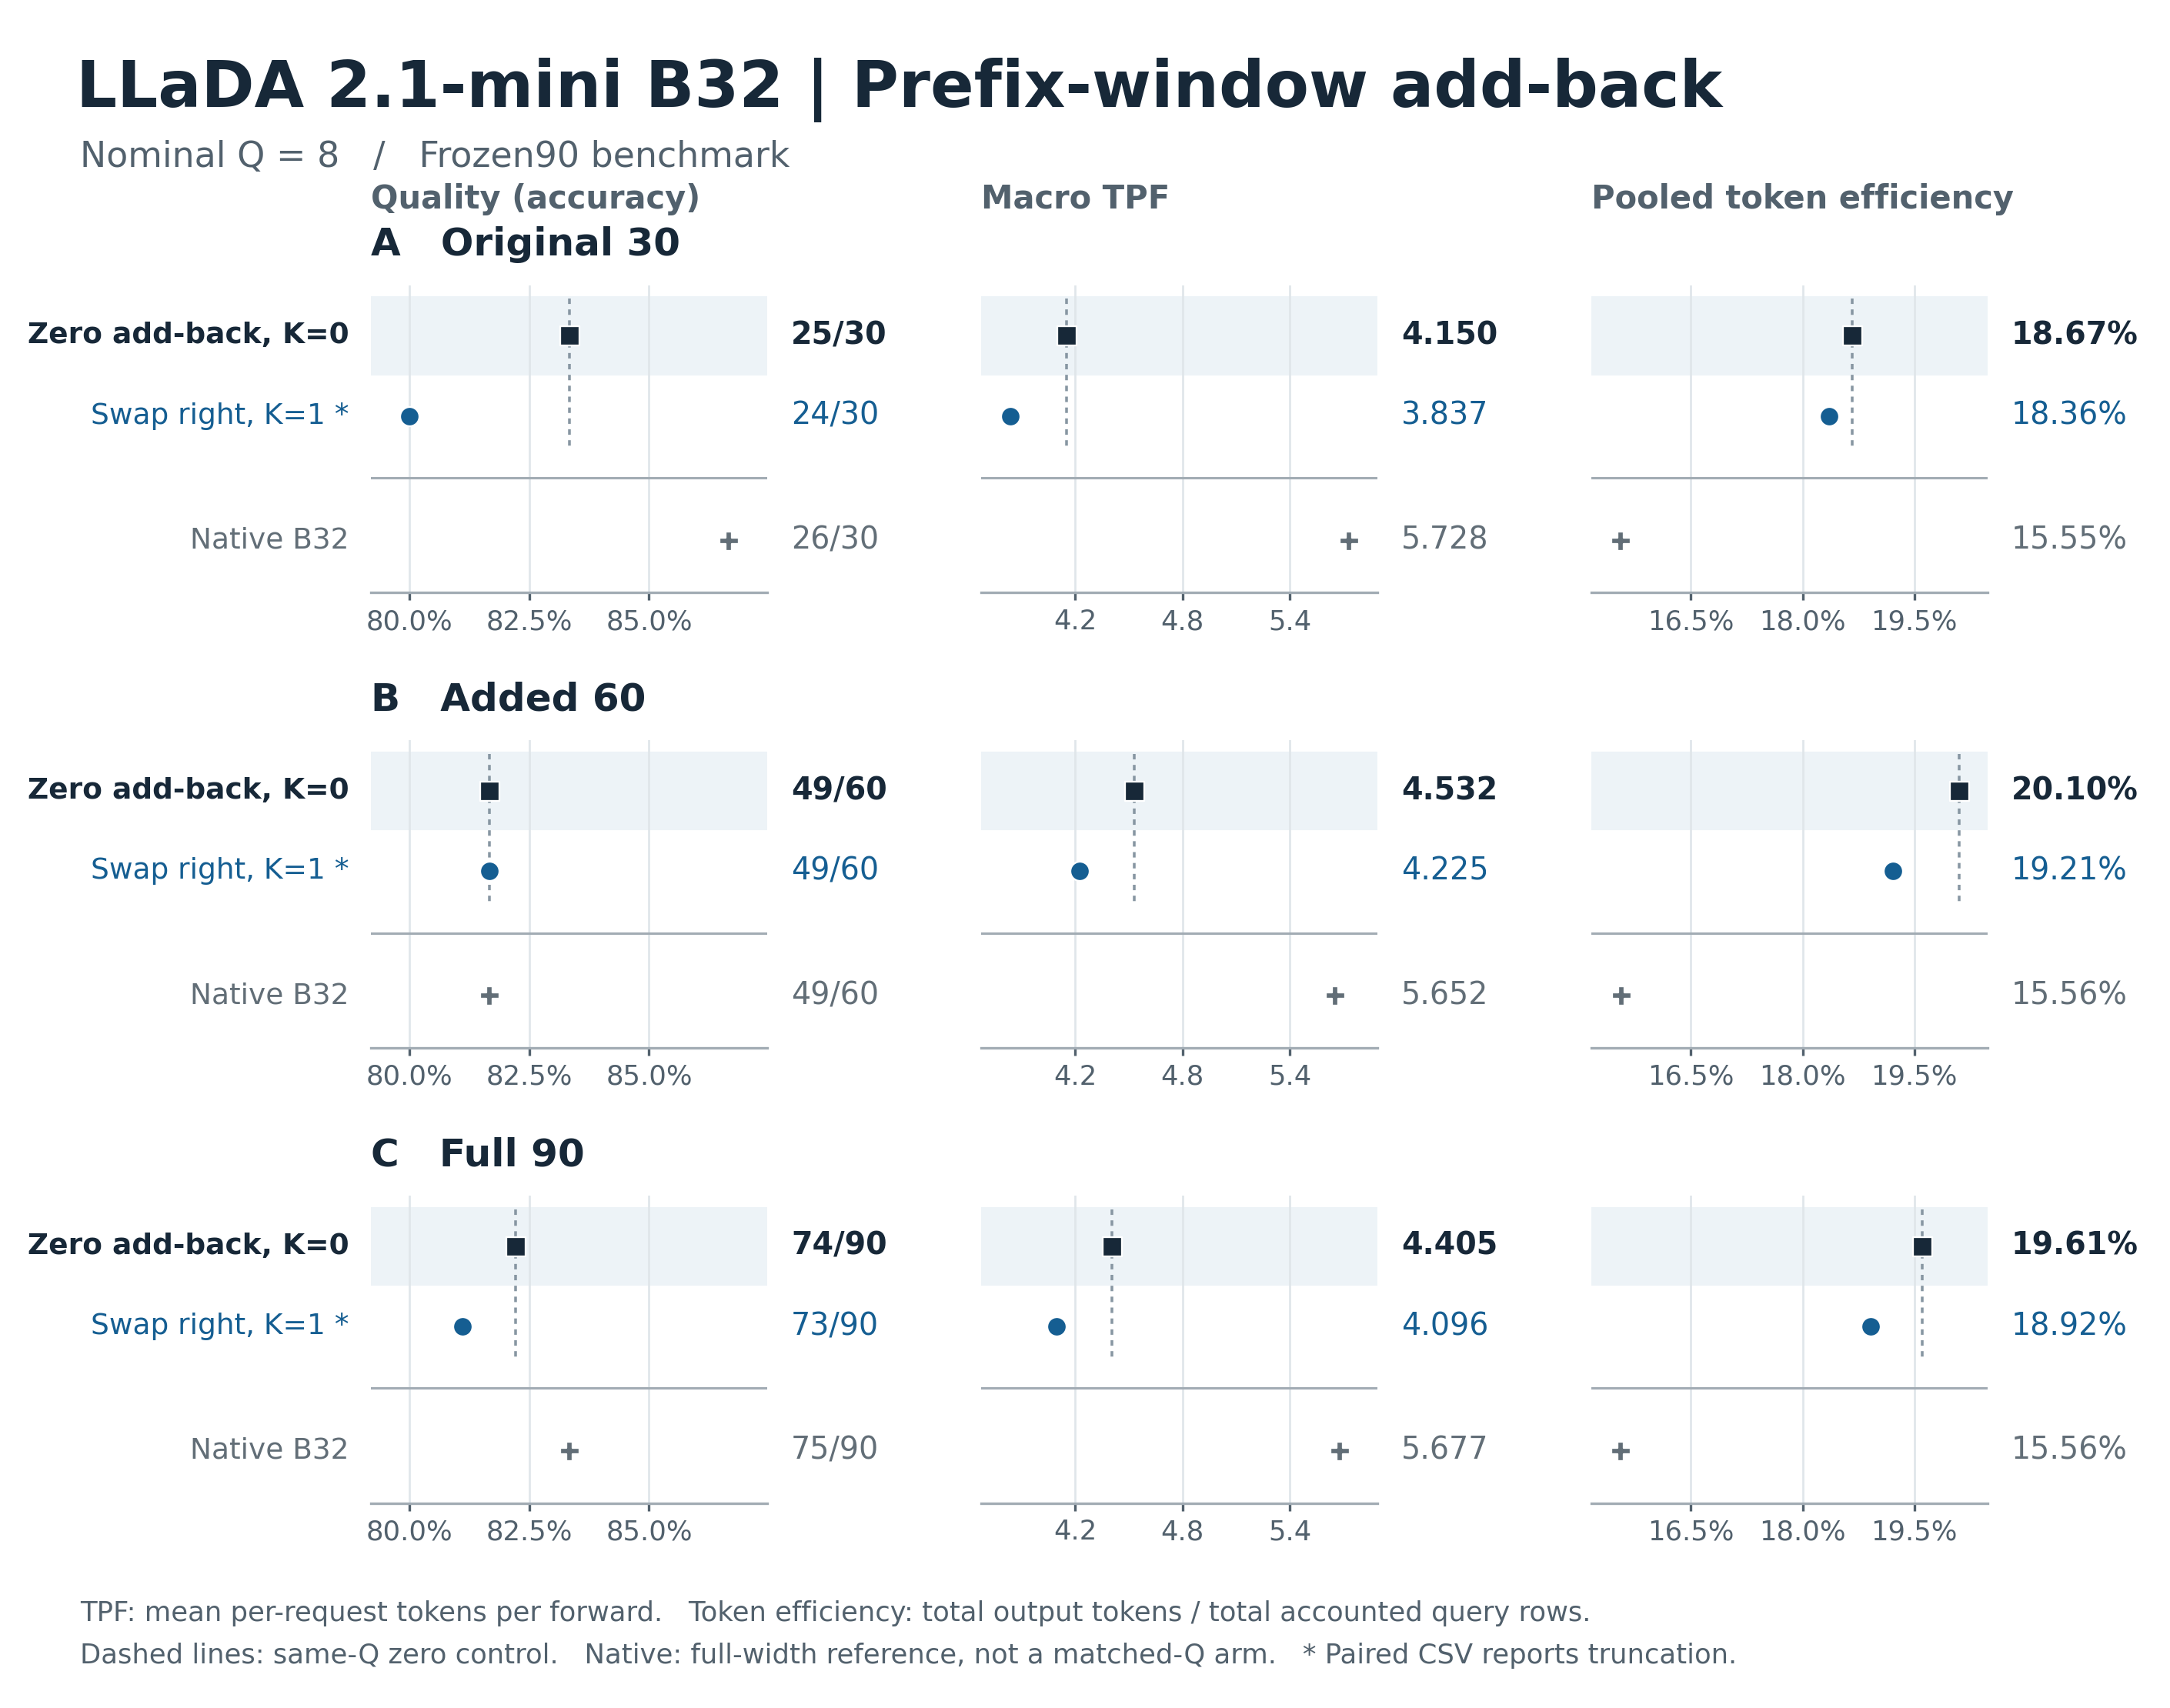 LLaDA 2.1-mini B32 | Prefix-window add-back
Nominal Q = 8 / Frozen90 benchmark
Quality (accuracy) Macro TPF Pooled token efficiency
A Original 30
Zero add-back, K=0 25/30 4.150 18.67%
Swap right, K=1 * 24/30 3.837 18.36%
Native B32 26/30 5.728 15.55%
80.0% 82.5% 85.0% 4.2 4.8 5.4 16.5% 18.0% 19.5%
B Added 60
Zero add-back, K=0 49/60 4.532 20.10%
Swap right, K=1 * 49/60 4.225 19.21%
Native B32 49/60 5.652 15.56%
80.0% 82.5% 85.0% 4.2 4.8 5.4 16.5% 18.0% 19.5%
C Full 90
Zero add-back, K=0 74/90 4.405 19.61%
Swap right, K=1 * 73/90 4.096 18.92%
Native B32 75/90 5.677 15.56%
80.0% 82.5% 85.0% 4.2 4.8 5.4 16.5% 18.0% 19.5%
TPF: mean per-request tokens per forward. Token efficiency: total output tokens / total accounted query rows.
Dashed lines: same-Q zero control. Native: full-width reference, not a matched-Q arm. * Paired CSV reports truncation.